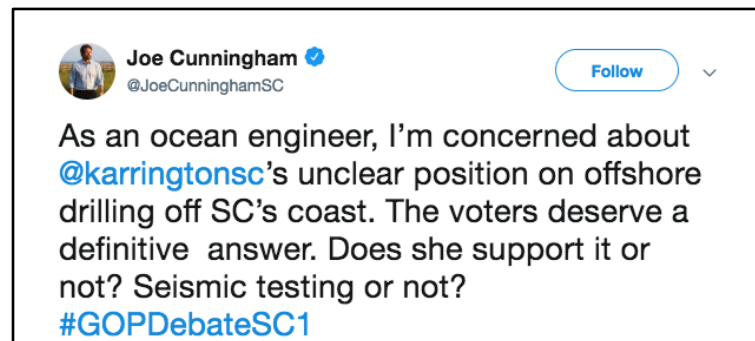 Joe Cunningham
@JoeCunninghamSC
Follow
As an ocean engineer, I'm concerned about
@karringtonsc's unclear position on offshore
drilling off SC's coast. The voters deserve a
definitive  answer. Does she support it or
not? Seismic testing or not?
#GOPDebateSC1